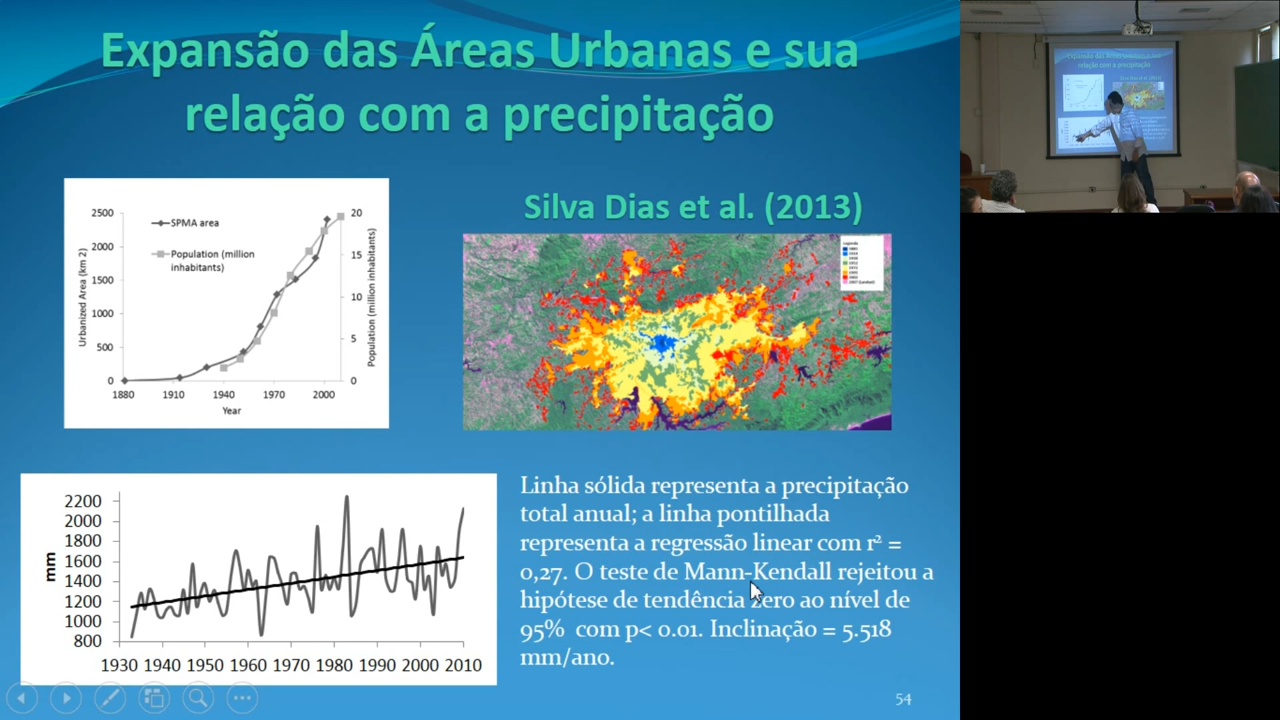 Expansão das Áreas Urbanas e sua
relação com a precipitação
Silva Dias et al. (2013)
2500
2000
1500
1000
500
0
20
15
10
5
0
SPMA area
Population (million
inhabitants)
Urbanized Area (km 2)
Population (million inhabitants)
1880 1910 1940 1970 2000
Year
2200
2000
1800
1600
1400
1200
1000
800
mm
1930 1940 1950 1960 1970 1980 1990 2000 2010
Linha sólida representa a precipitação
total anual; a linha pontilhada
representa a regressão linear com r² =
0,27. O teste de Mann-Kendall rejeitou a
hipótese de tendência zero ao nível de
95% com p< 0.01. Inclinação = 5.518
mm/ano.
54